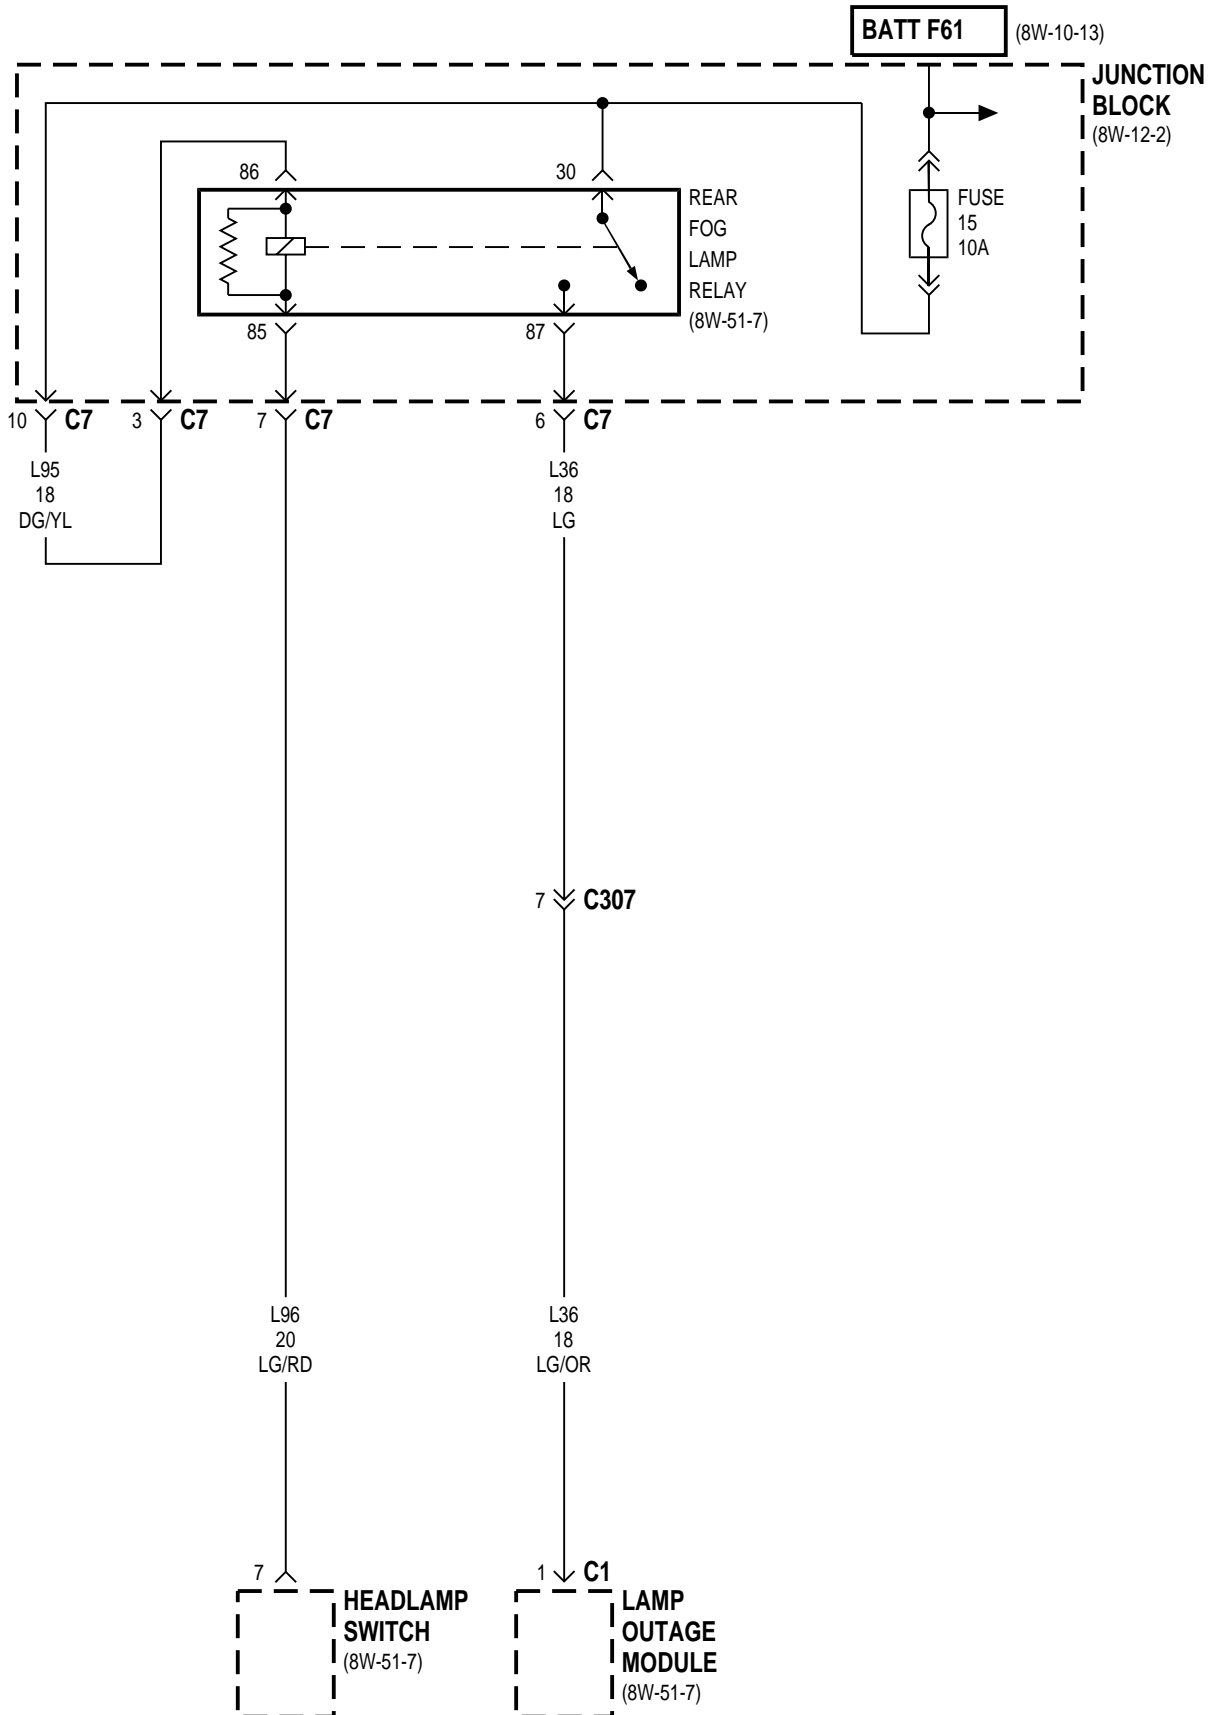 BATT F61 (8W-10-13)
JUNCTION
BLOCK
(8W-12-2)
86
30
REAR
FOG
LAMP
RELAY
(8W-51-7)
FUSE
15
10A
85
87
10 C7
3 C7
7 C7
6 C7
L95
18
DG/YL
L36
18
LG
7 C307
L96
20
LG/RD
L36
18
LG/OR
7
1 C1
HEADLAMP
SWITCH
(8W-51-7)
LAMP
OUTAGE
MODULE
(8W-51-7)